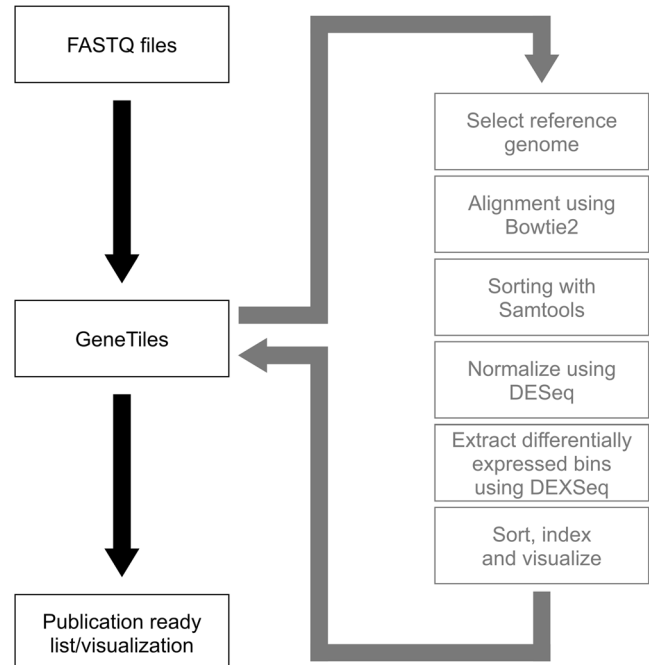 FASTQ files
GeneTiles
Publication ready
list/visualization
Select reference
genome
Alignment using
Bowtie2
Sorting with
Samtools
Normalize using
DESeq
Extract differentially
expressed bins
using DEXSeq
Sort, index
and visualize